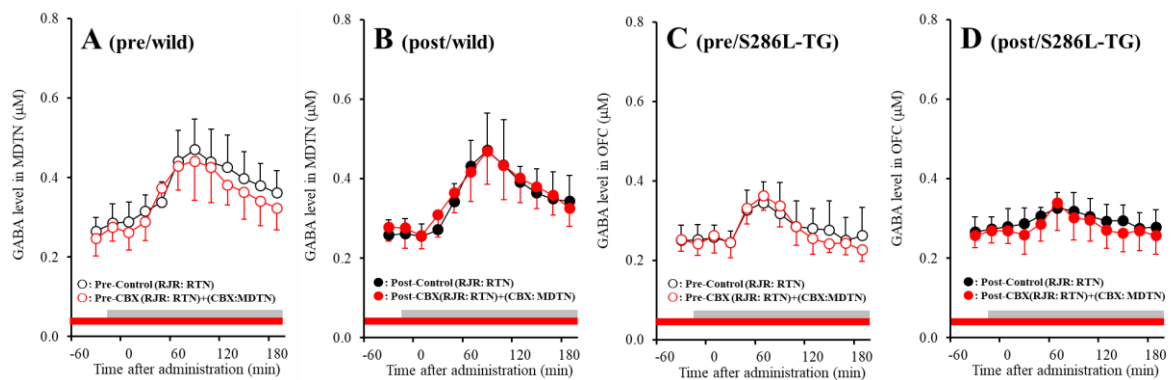 A (pre/wild)
GABA level in MDTN (μM)
0.8
0.6
0.4
0.2
0.0
: Pre-Control (RJR: RTN)
: Pre-CBX (RJR: RTN)+(CBX:MDTN)
-60 0 60 120 180
Time after administration (min)
B (post/wild)
GABA level in MDTN (μM)
0.8
0.6
0.4
0.2
0.0
: Post-Control (RJR: RTN)
: Post-CBX(RJR: RTN)+(CBX: MDTN)
-60 0 60 120 180
Time after administration (min)
C (pre/S286L-TG)
GABA level in OFC (μM)
0.8
0.6
0.4
0.2
0.0
: Pre-Control (RJR: RTN)
: Pre-CBX (RJR: RTN)+(CBX:MDTN)
-60 0 60 120 180
Time after administration (min)
D (post/S286L-TG)
GABA level in OFC (μM)
0.8
0.6
0.4
0.2
0.0
: Post-Control (RJR: RTN)
: Post-CBX(RJR: RTN)+(CBX: MDTN)
-60 0 60 120 180
Time after administration (min)